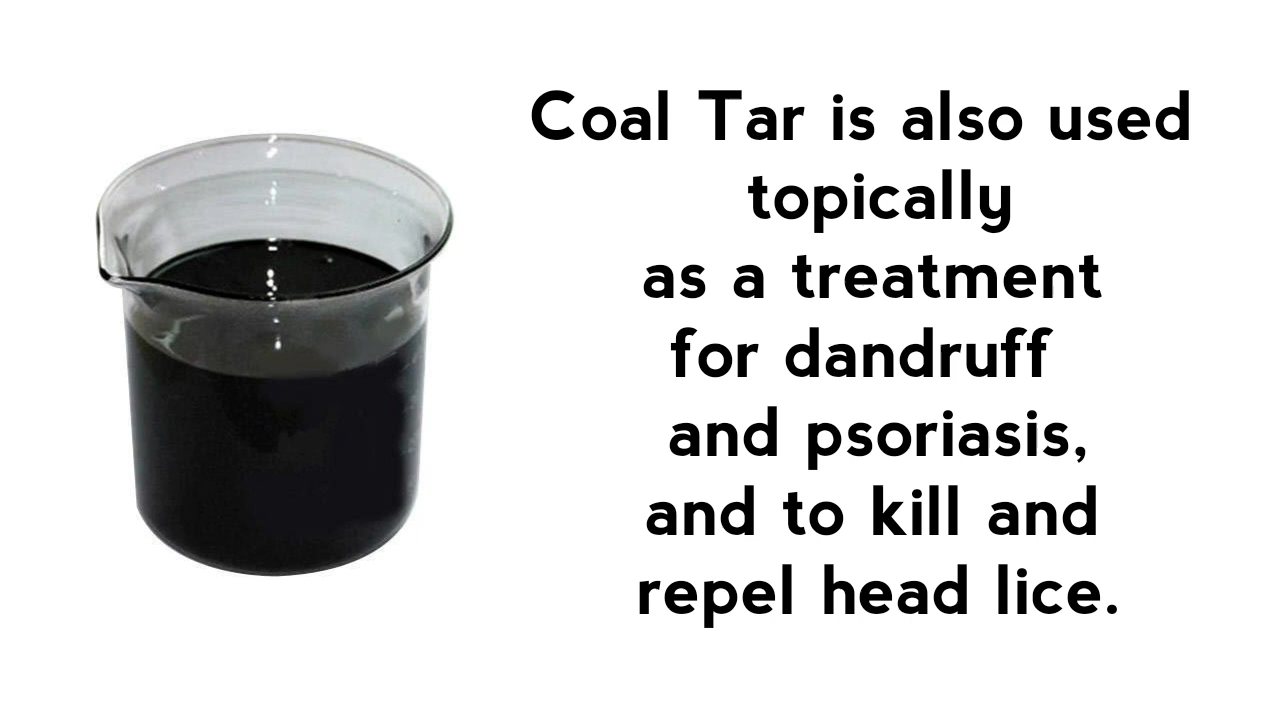 Coal Tar is also used
topically
as a treatment
for dandruff
and psoriasis,
and to kill and
repel head lice.